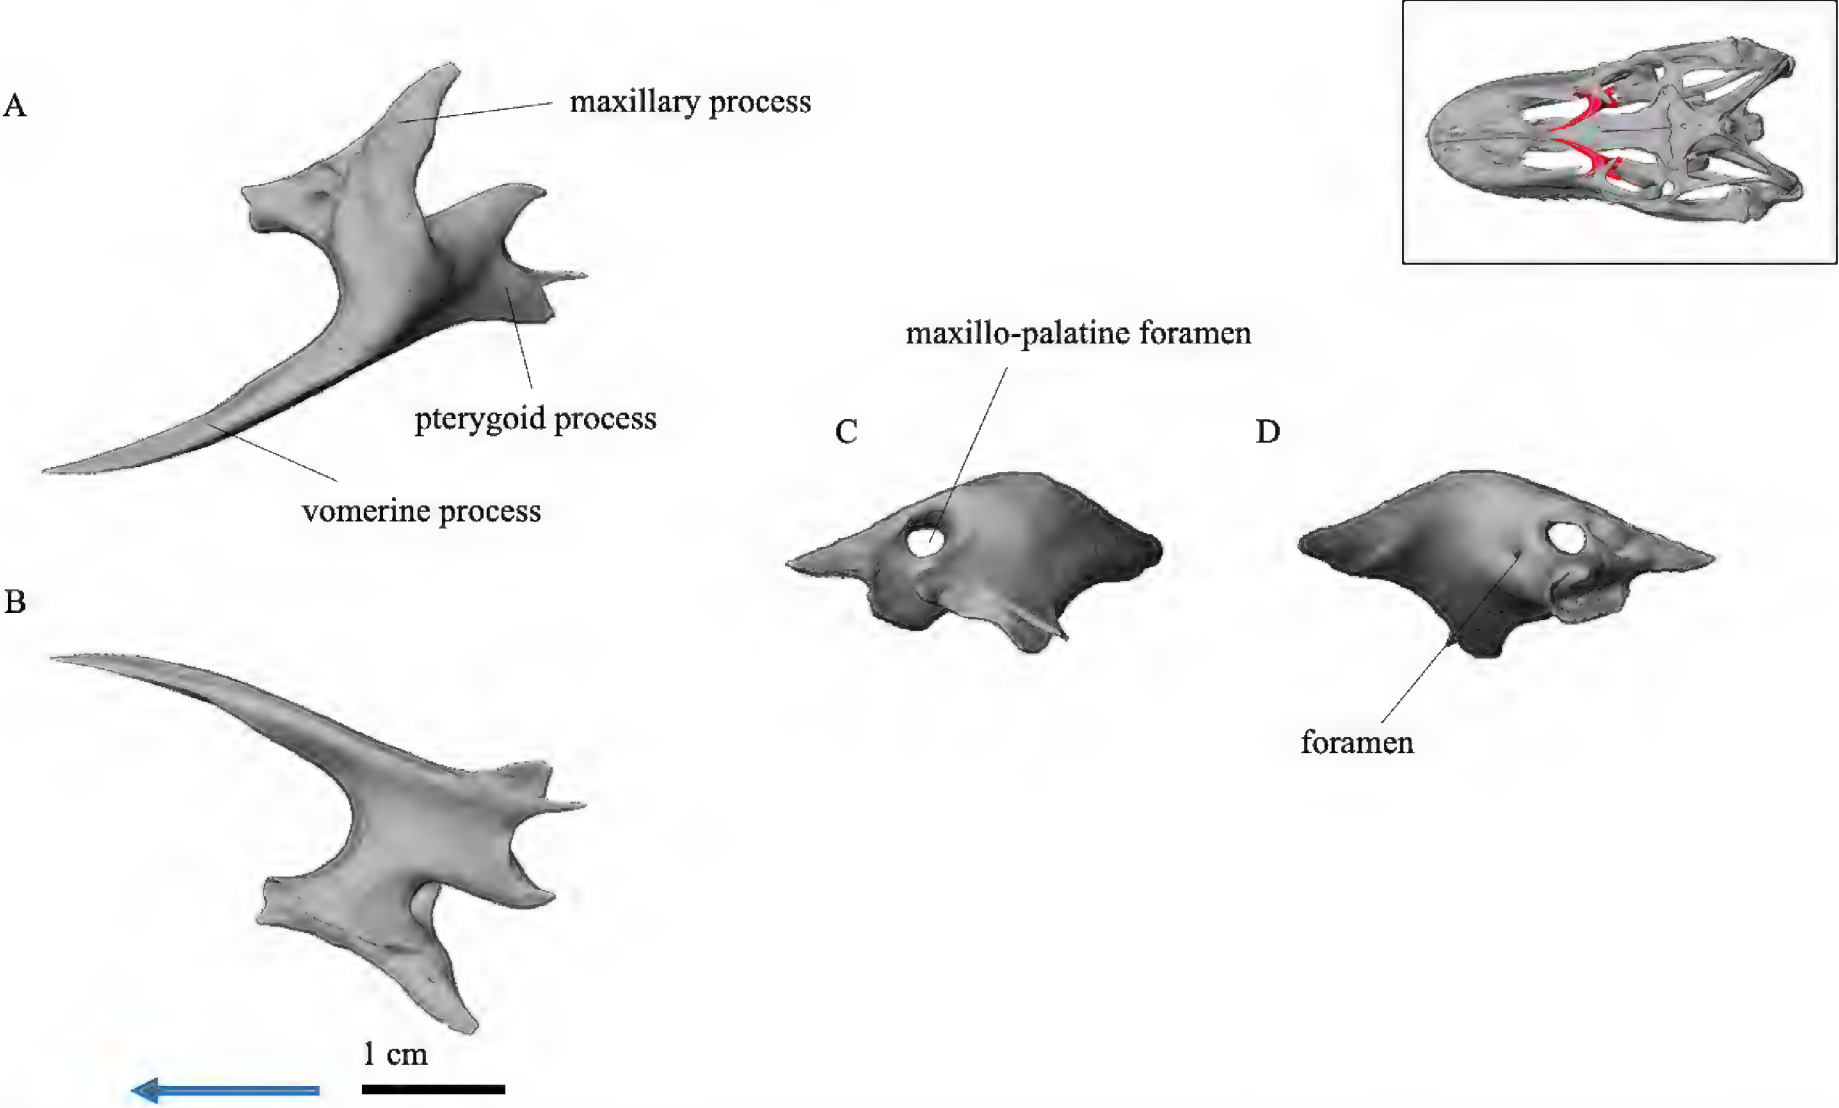 A
maxillary process
pterygoid process
vomerine process
maxillo-palatine foramen
C
D
foramen
B
1 cm